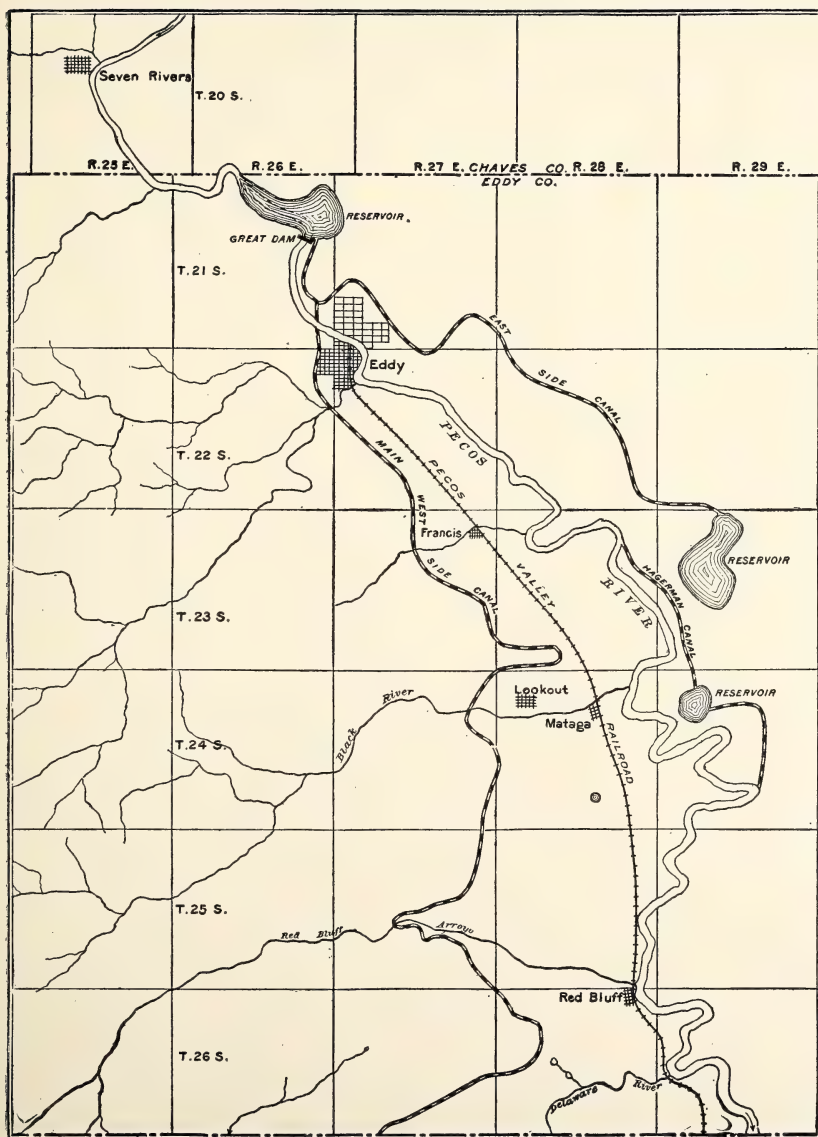 Seven Rivers
T.20 S.
R.25 E. R.26 E. R.27 E. CHAVES CO. R.28 E. R.29 E.
EDDY CO.
RESERVOIR.
GREAT DAM
T.21 S.
EAST SIDE CANAL
Eddy
PECOS RIVER
T.22 S.
MAIN WEST SIDE CANAL
PECOS VALLEY RAILROAD
Francis
RESERVOIR
HAGERMAN CANAL
T.23 S.
Lookout
RESERVOIR
Mataga
Black River
T.24 S.
T.25 S.
Red Bluff Arroyo
Red Bluff
T.26 S.
Delaware River